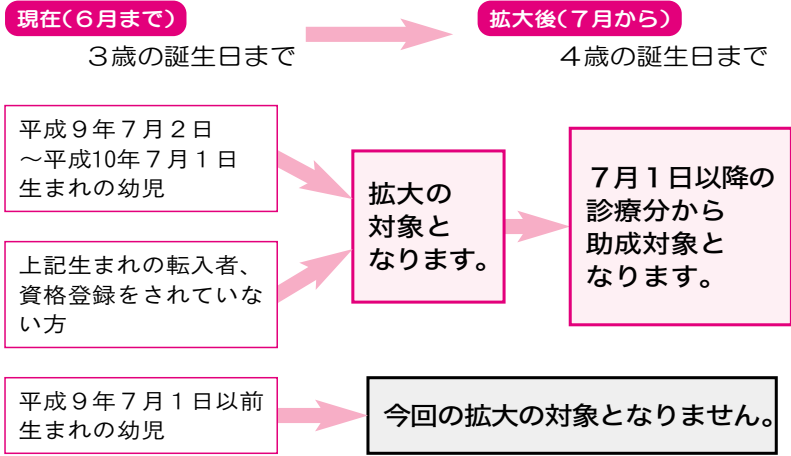 現在(６月まで)
３歳の誕生日まで
拡大後(７月から)
４歳の誕生日まで
平成９年７月２日
～平成10年７月１日
生まれの幼児
上記生まれの転入者、
資格登録をされていな
い方
拡大の
対象と
なります。
７月１日以降の
診療分から
助成対象と
なります。
平成９年７月１日以前
生まれの幼児
今回の拡大の対象となりません。